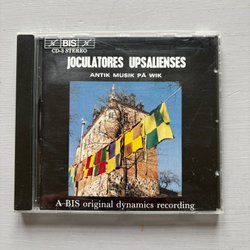 BIS
CD-3 STEREO
JOCULATORES UPSALIENSES
ANTIK MUSIK PÅ WIK
A BIS original dynamics recording